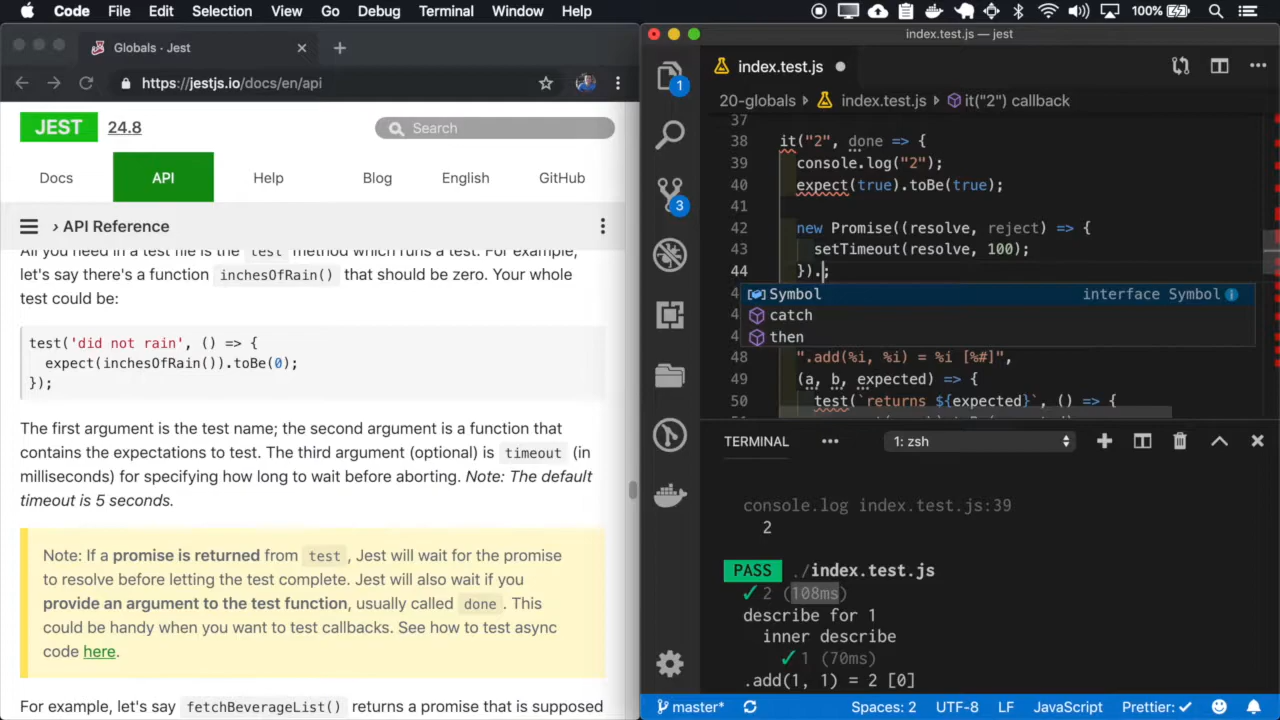 Code File Edit Selection View Go Debug Terminal Window Help 100%
Globals · Jest
https://jestjs.io/docs/en/api
JEST 24.8 Search
Docs API Help Blog English GitHub
› API Reference
All you need in a test file is the test method which runs a test. For example,
let's say there's a function inchesOfRain() that should be zero. Your whole
test could be:
test('did not rain', () => {
expect(inchesOfRain()).toBe(0);
});
The first argument is the test name; the second argument is a function that
contains the expectations to test. The third argument (optional) is timeout (in
milliseconds) for specifying how long to wait before aborting. Note: The default
timeout is 5 seconds.
Note: If a promise is returned from test , Jest will wait for the promise
to resolve before letting the test complete. Jest will also wait if you
provide an argument to the test function, usually called done . This
could be handy when you want to test callbacks. See how to test async
code here.
For example, let's say fetchBeverageList() returns a promise that is supposed
index.test.js — jest
1
3
index.test.js
20-globals index.test.js it("2") callback
37
38 it("2", done => {
39 console.log("2");
40 expect(true).toBe(true);
41
42 new Promise((resolve, reject) => {
43 setTimeout(resolve, 100);
44 }).;
4 Symbol interface Symbol
4 catch
4 then
48 ".add(%i, %i) = %i [%#]",
49 (a, b, expected) => {
50 test(`returns ${expected}`, () => {
TERMINAL 1: zsh
console.log index.test.js:39
2
PASS ./index.test.js
✓ 2 (108ms)
describe for 1
inner describe
✓ 1 (70ms)
.add(1, 1) = 2 [0]
master* Spaces: 2 UTF-8 LF JavaScript Prettier: ✓